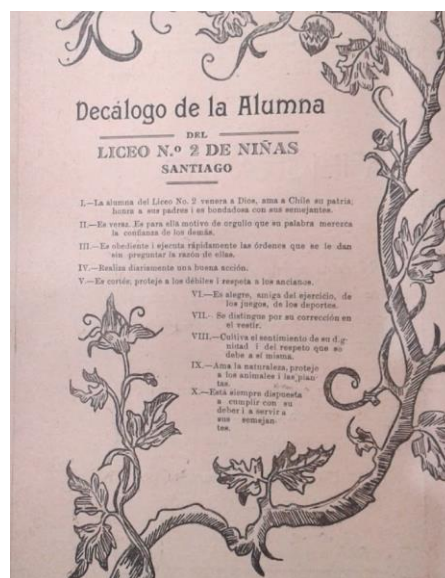 Decálogo de la Alumna
DEL
LICEO N.º 2 DE NIÑAS
SANTIAGO
I.—La alumna del Liceo No. 2 venera a Dios, ama a Chile su patria,
honra a sus padres i es bondadosa con sus semejantes.
II.—Es veraz. Es para ella motivo de orgullo que su palabra merezca
la confianza de los demás.
III.—Es obediente i ejecuta rápidamente las órdenes que se le dan
sin preguntar la razón de ellas.
IV.—Realiza diariamente una buena acción.
V.—Es cortés, proteje a los débiles i respeta a los ancianos.
VI.—Es alegre, amiga del ejercicio, de
los juegos, de los deportes.
VII.—Se distingue por su corrección en
el vestir.
VIII.—Cultiva el sentimiento de su dig-
nidad i del respeto que se
debe a sí misma.
IX.—Ama la naturaleza, proteje
a los animales i las plan-
tas.
X.—Está siempre dispuesta
a cumplir con su
deber i a servir a
sus semejan-
tes.